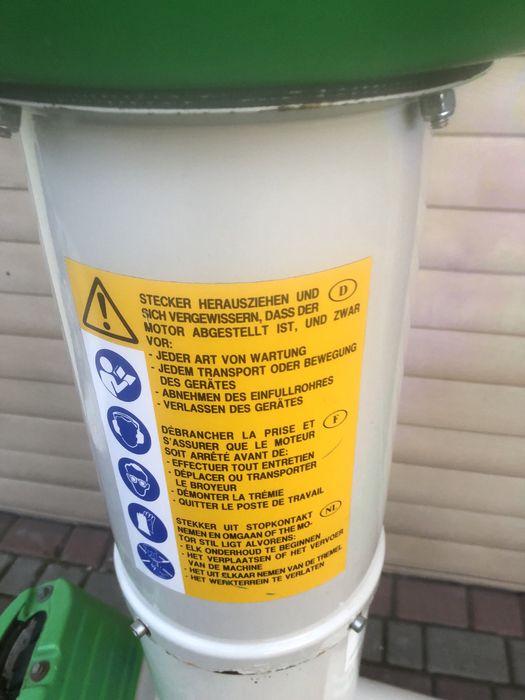 STECKER HERAUSZIEHEN UND D
SICH VERGEWISSERN, DASS DER
MOTOR ABGESTELLT IST, UND ZWAR
VOR:
- JEDER ART VON WARTUNG
- JEDEM TRANSPORT ODER BEWEGUNG
DES GERÄTES
- ABNEHMEN DES EINFULLROHRES
- VERLASSEN DES GERÄTES
DÉBRANCHER LA PRISE ET F
S'ASSURER QUE LE MOTEUR
SOIT ARRÊTÉ AVANT DE:
- EFFECTUER TOUT ENTRETIEN
- DÉPLACER OU TRANSPORTER
LE BROYEUR
- DÉMONTER LA TRÉMIE
- QUITTER LE POSTE DE TRAVAIL
STEKKER UIT STOPKONTAKT NL
NEMEN EN OMGAAN OF THE MO-
TOR STIL LIGT ALVORENS:
- ELK ONDERHOUD TE BEGINNEN
- HET VERPLAATSEN OF HET VERVOER
VAN DE MACHINE
- HET UIT ELKAAR NEMEN VAN DE TREMEL
- HET WERKTERREIN TE VERLATEN